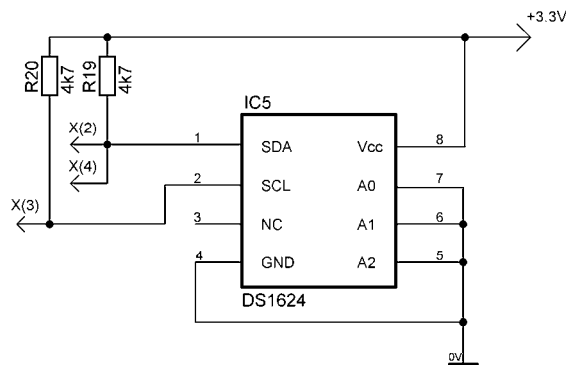 +3.3V
R20
4k7
R19
4k7
IC5
X(2)
1
SDA
Vcc
8
X(4)
2
SCL
A0
7
X(3)
3
NC
A1
6
4
GND
A2
5
DS1624
0V